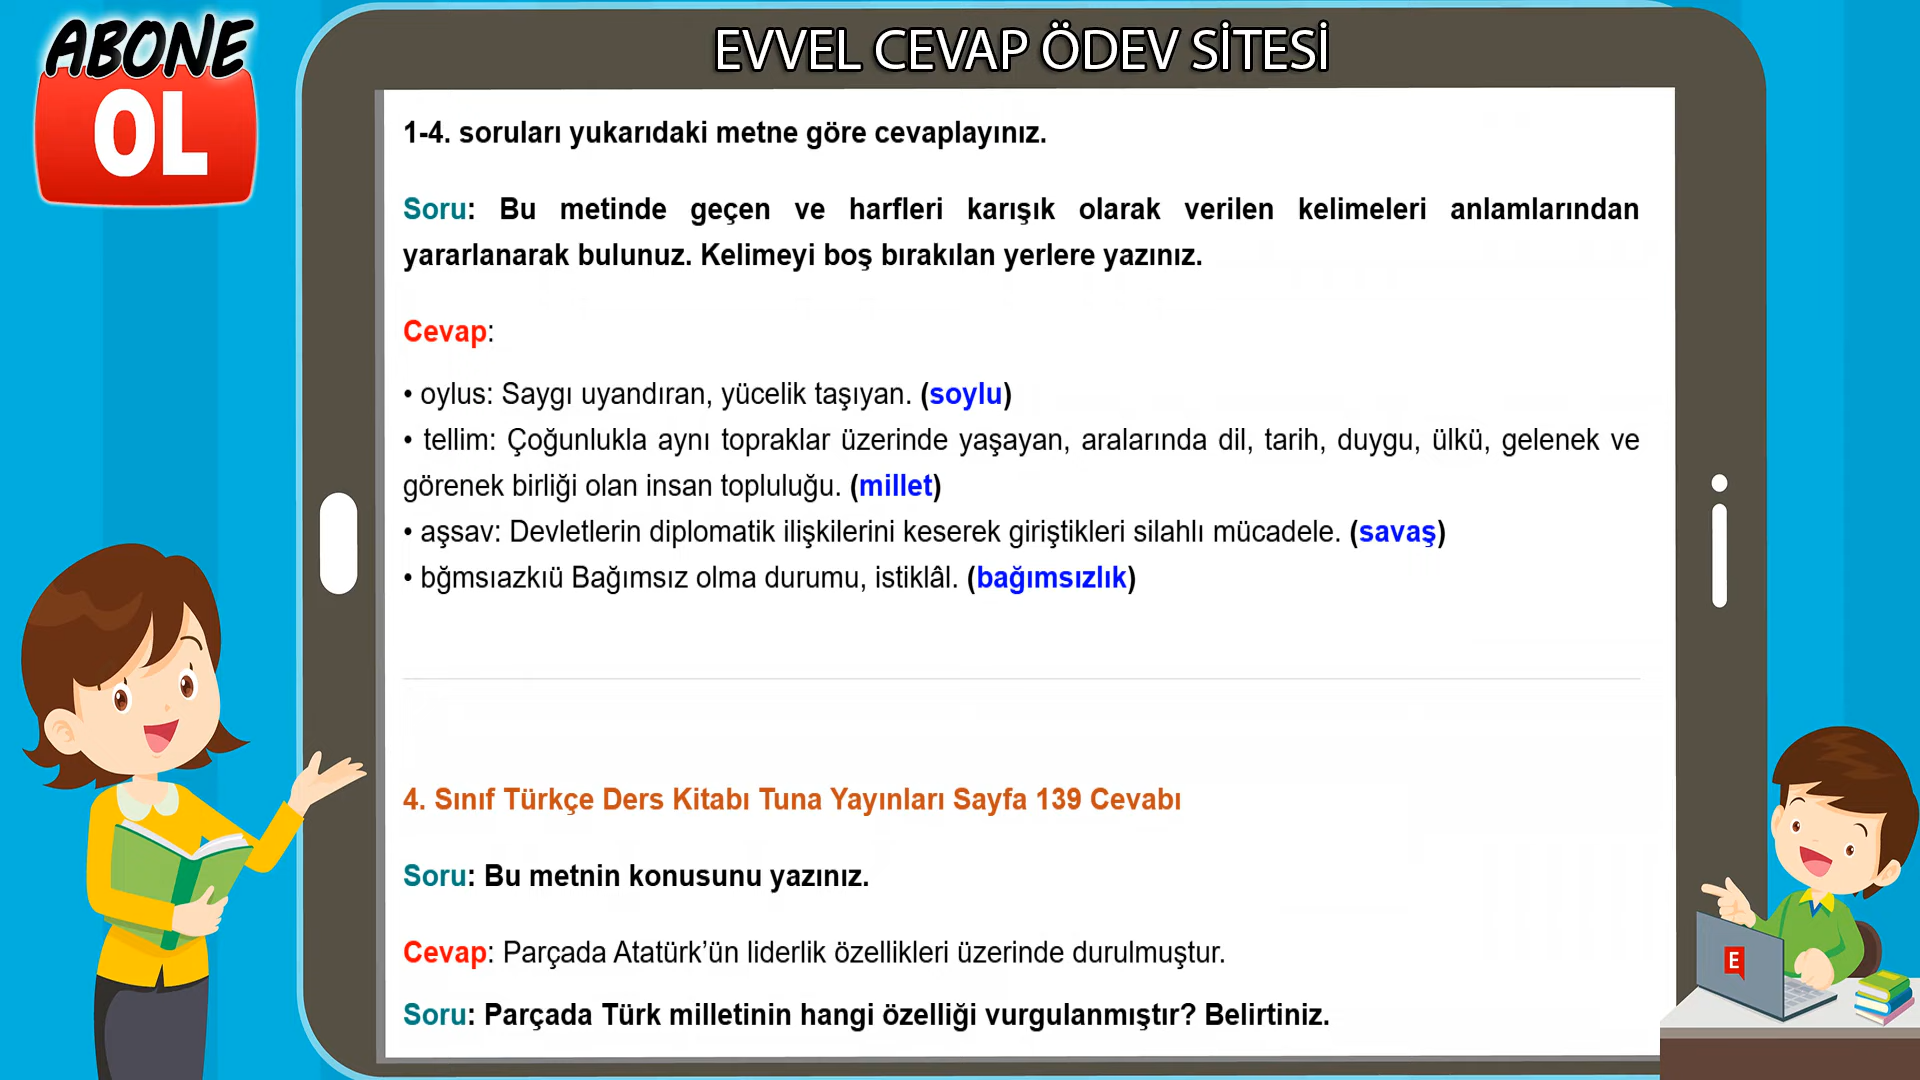 ABONE
OL
EVVEL CEVAP ÖDEV SİTESİ
1-4. soruları yukarıdaki metne göre cevaplayınız.
Soru: Bu metinde geçen ve harfleri karışık olarak verilen kelimeleri anlamlarından
yararlanarak bulunuz. Kelimeyi boş bırakılan yerlere yazınız.
Cevap:
• oylus: Saygı uyandıran, yücelik taşıyan. (soylu)
• tellim: Çoğunlukla aynı topraklar üzerinde yaşayan, aralarında dil, tarih, duygu, ülkü, gelenek ve
görenek birliği olan insan topluluğu. (millet)
• aşsav: Devletlerin diplomatik ilişkilerini keserek giriştikleri silahlı mücadele. (savaş)
• bğmsıazkıü Bağımsız olma durumu, istiklâl. (bağımsızlık)
4. Sınıf Türkçe Ders Kitabı Tuna Yayınları Sayfa 139 Cevabı
Soru: Bu metnin konusunu yazınız.
Cevap: Parçada Atatürk’ün liderlik özellikleri üzerinde durulmuştur.
Soru: Parçada Türk milletinin hangi özelliği vurgulanmıştır? Belirtiniz.
E